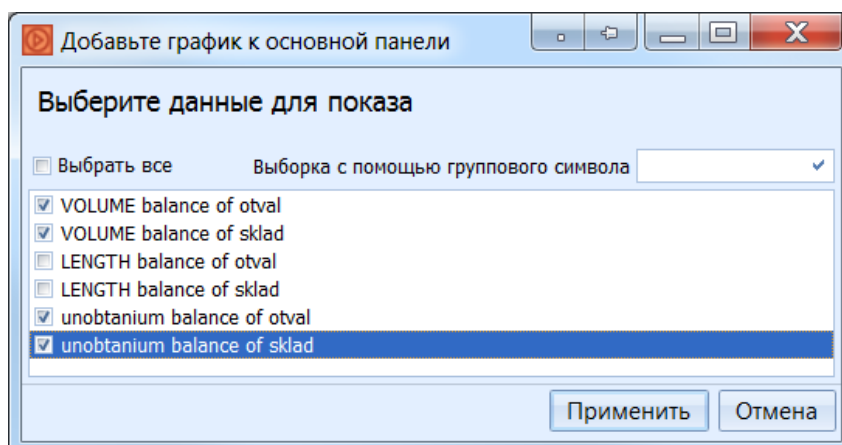 Добавьте график к основной панели
Выберите данные для показа
Выбрать все Выборка с помощью группового символа
VOLUME balance of otval
VOLUME balance of sklad
LENGTH balance of otval
LENGTH balance of sklad
unobtanium balance of otval
unobtanium balance of sklad
Применить Отмена